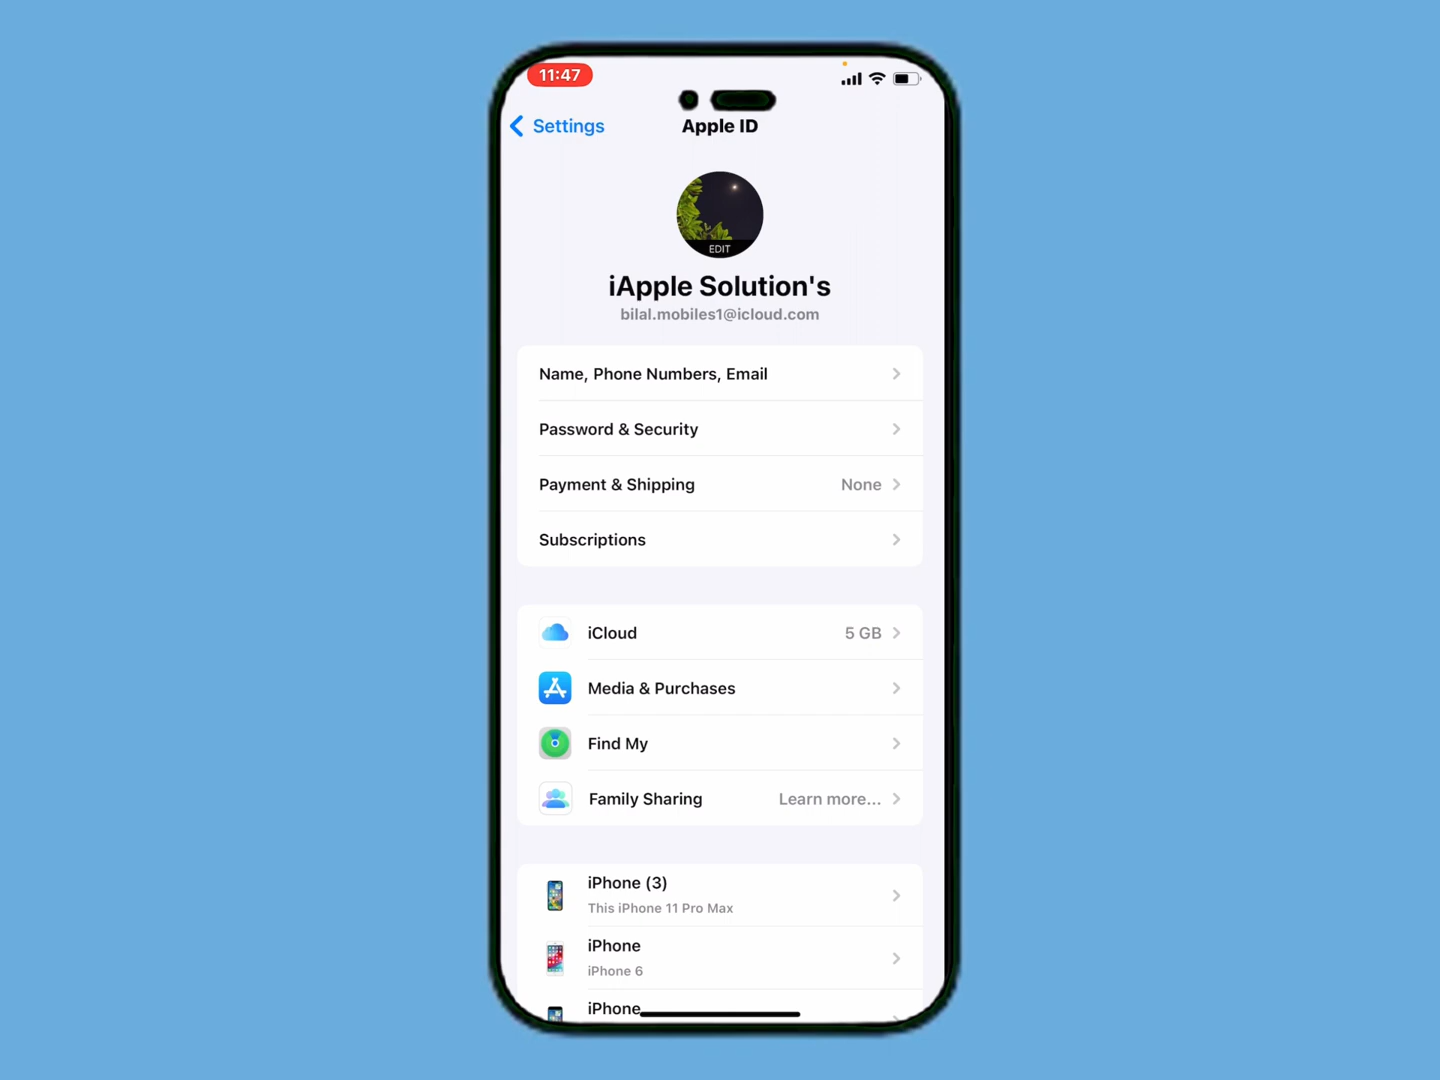 11:47
Settings
Apple ID
EDIT
iApple Solution's
bilal.mobiles1@icloud.com
Name, Phone Numbers, Email
Password & Security
Payment & Shipping None
Subscriptions
iCloud 5 GB
Media & Purchases
Find My
Family Sharing Learn more...
iPhone (3)
This iPhone 11 Pro Max
iPhone
iPhone 6
iPhone